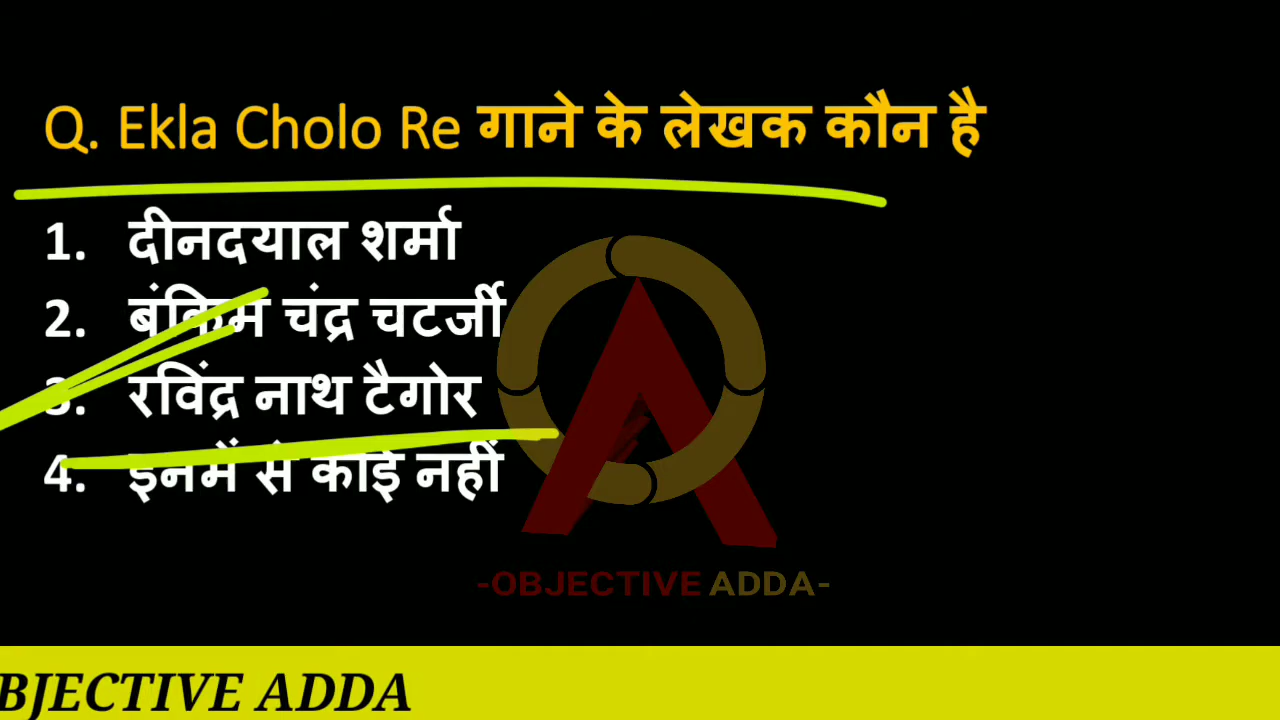 Q. Ekla Cholo Re गाने के लेखक कौन है
1. दीनदयाल शर्मा
2. बंकिम चंद्र चटर्जी
3. रविंद्र नाथ टैगोर
4. इनमें से कोई नहीं
-OBJECTIVE ADDA-
BJECTIVE ADDA